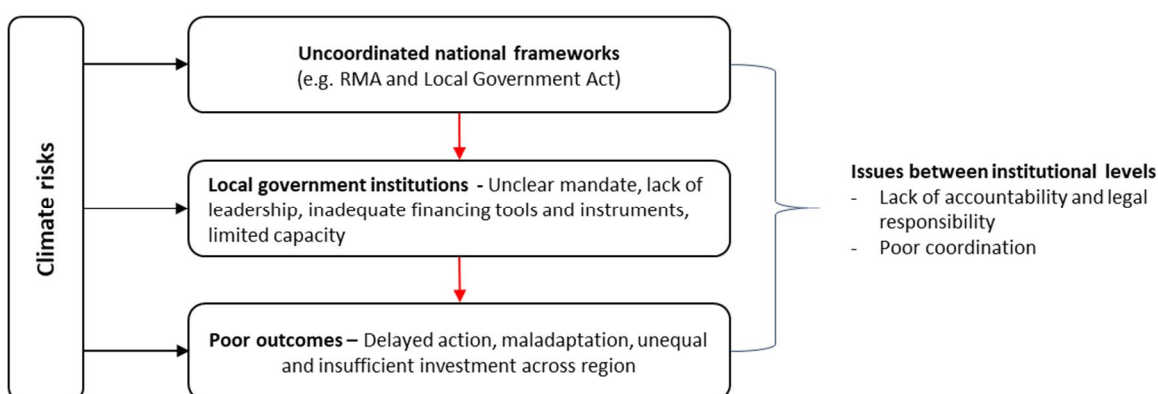 Climate risks
Uncoordinated national frameworks
(e.g. RMA and Local Government Act)
Local government institutions - Unclear mandate, lack of
leadership, inadequate financing tools and instruments,
limited capacity
Poor outcomes – Delayed action, maladaptation, unequal
and insufficient investment across region
Issues between institutional levels
- Lack of accountability and legal
responsibility
- Poor coordination